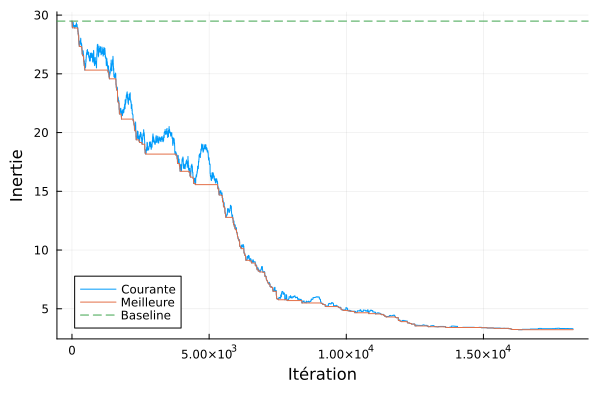 30
25
20
15
10
5
Inertie
Courante
Meilleure
Baseline
0
5.00×10³
1.00×10⁴
1.50×10⁴
Itération